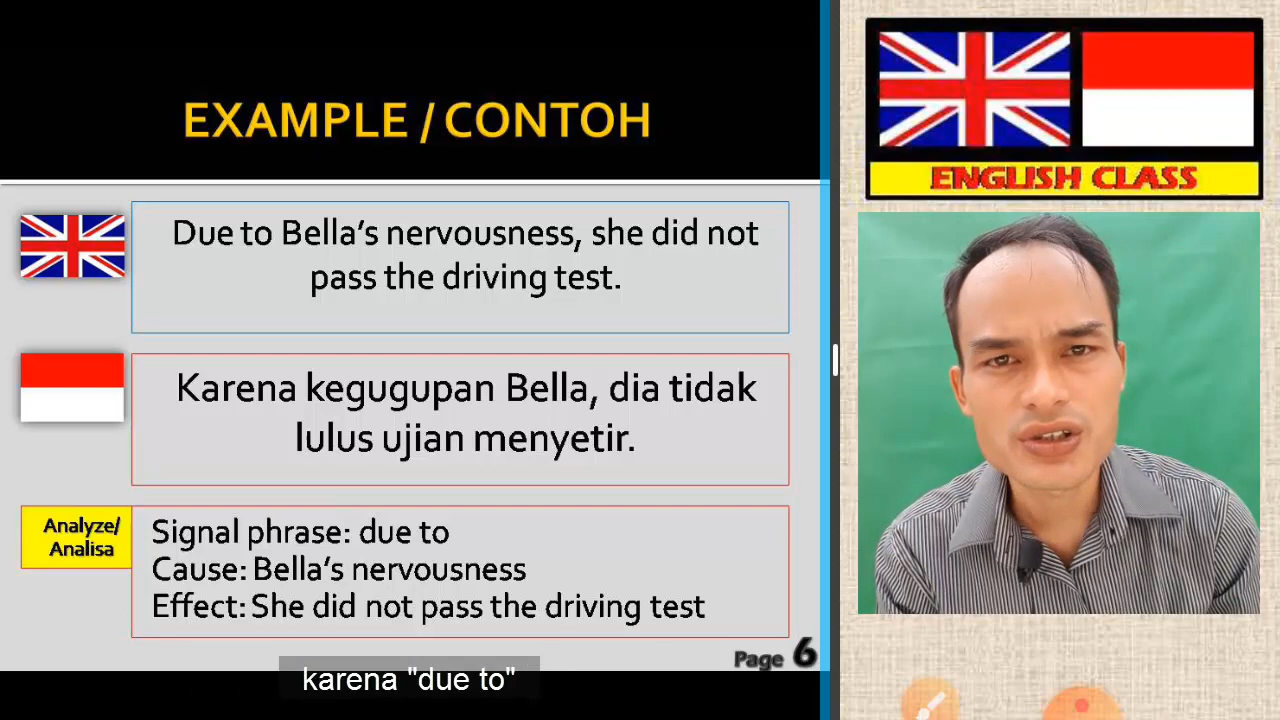 EXAMPLE / CONTOH
ENGLISH CLASS
Due to Bella's nervousness, she did not
pass the driving test.
Karena kegugupan Bella, dia tidak
lulus ujian menyetir.
Analyze/
Analisa
Signal phrase: due to
Cause: Bella's nervousness
Effect: She did not pass the driving test
Page 6
karena "due to"